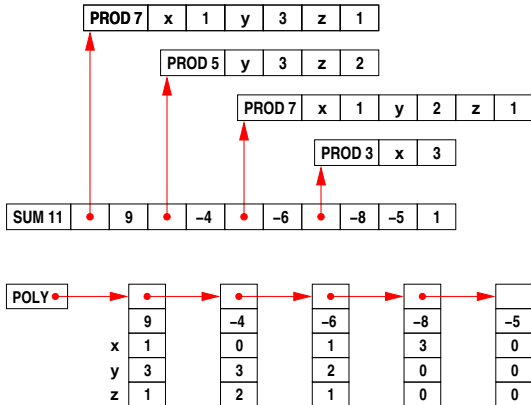 PROD 7 x 1 y 3 z 1
PROD 5 y 3 z 2
PROD 7 x 1 y 2 z 1
PROD 3 x 3
SUM 11 9 −4 −6 −8 −5 1
POLY
9 −4 −6 −8 −5
x 1 0 1 3 0
y 3 3 2 0 0
z 1 2 1 0 0